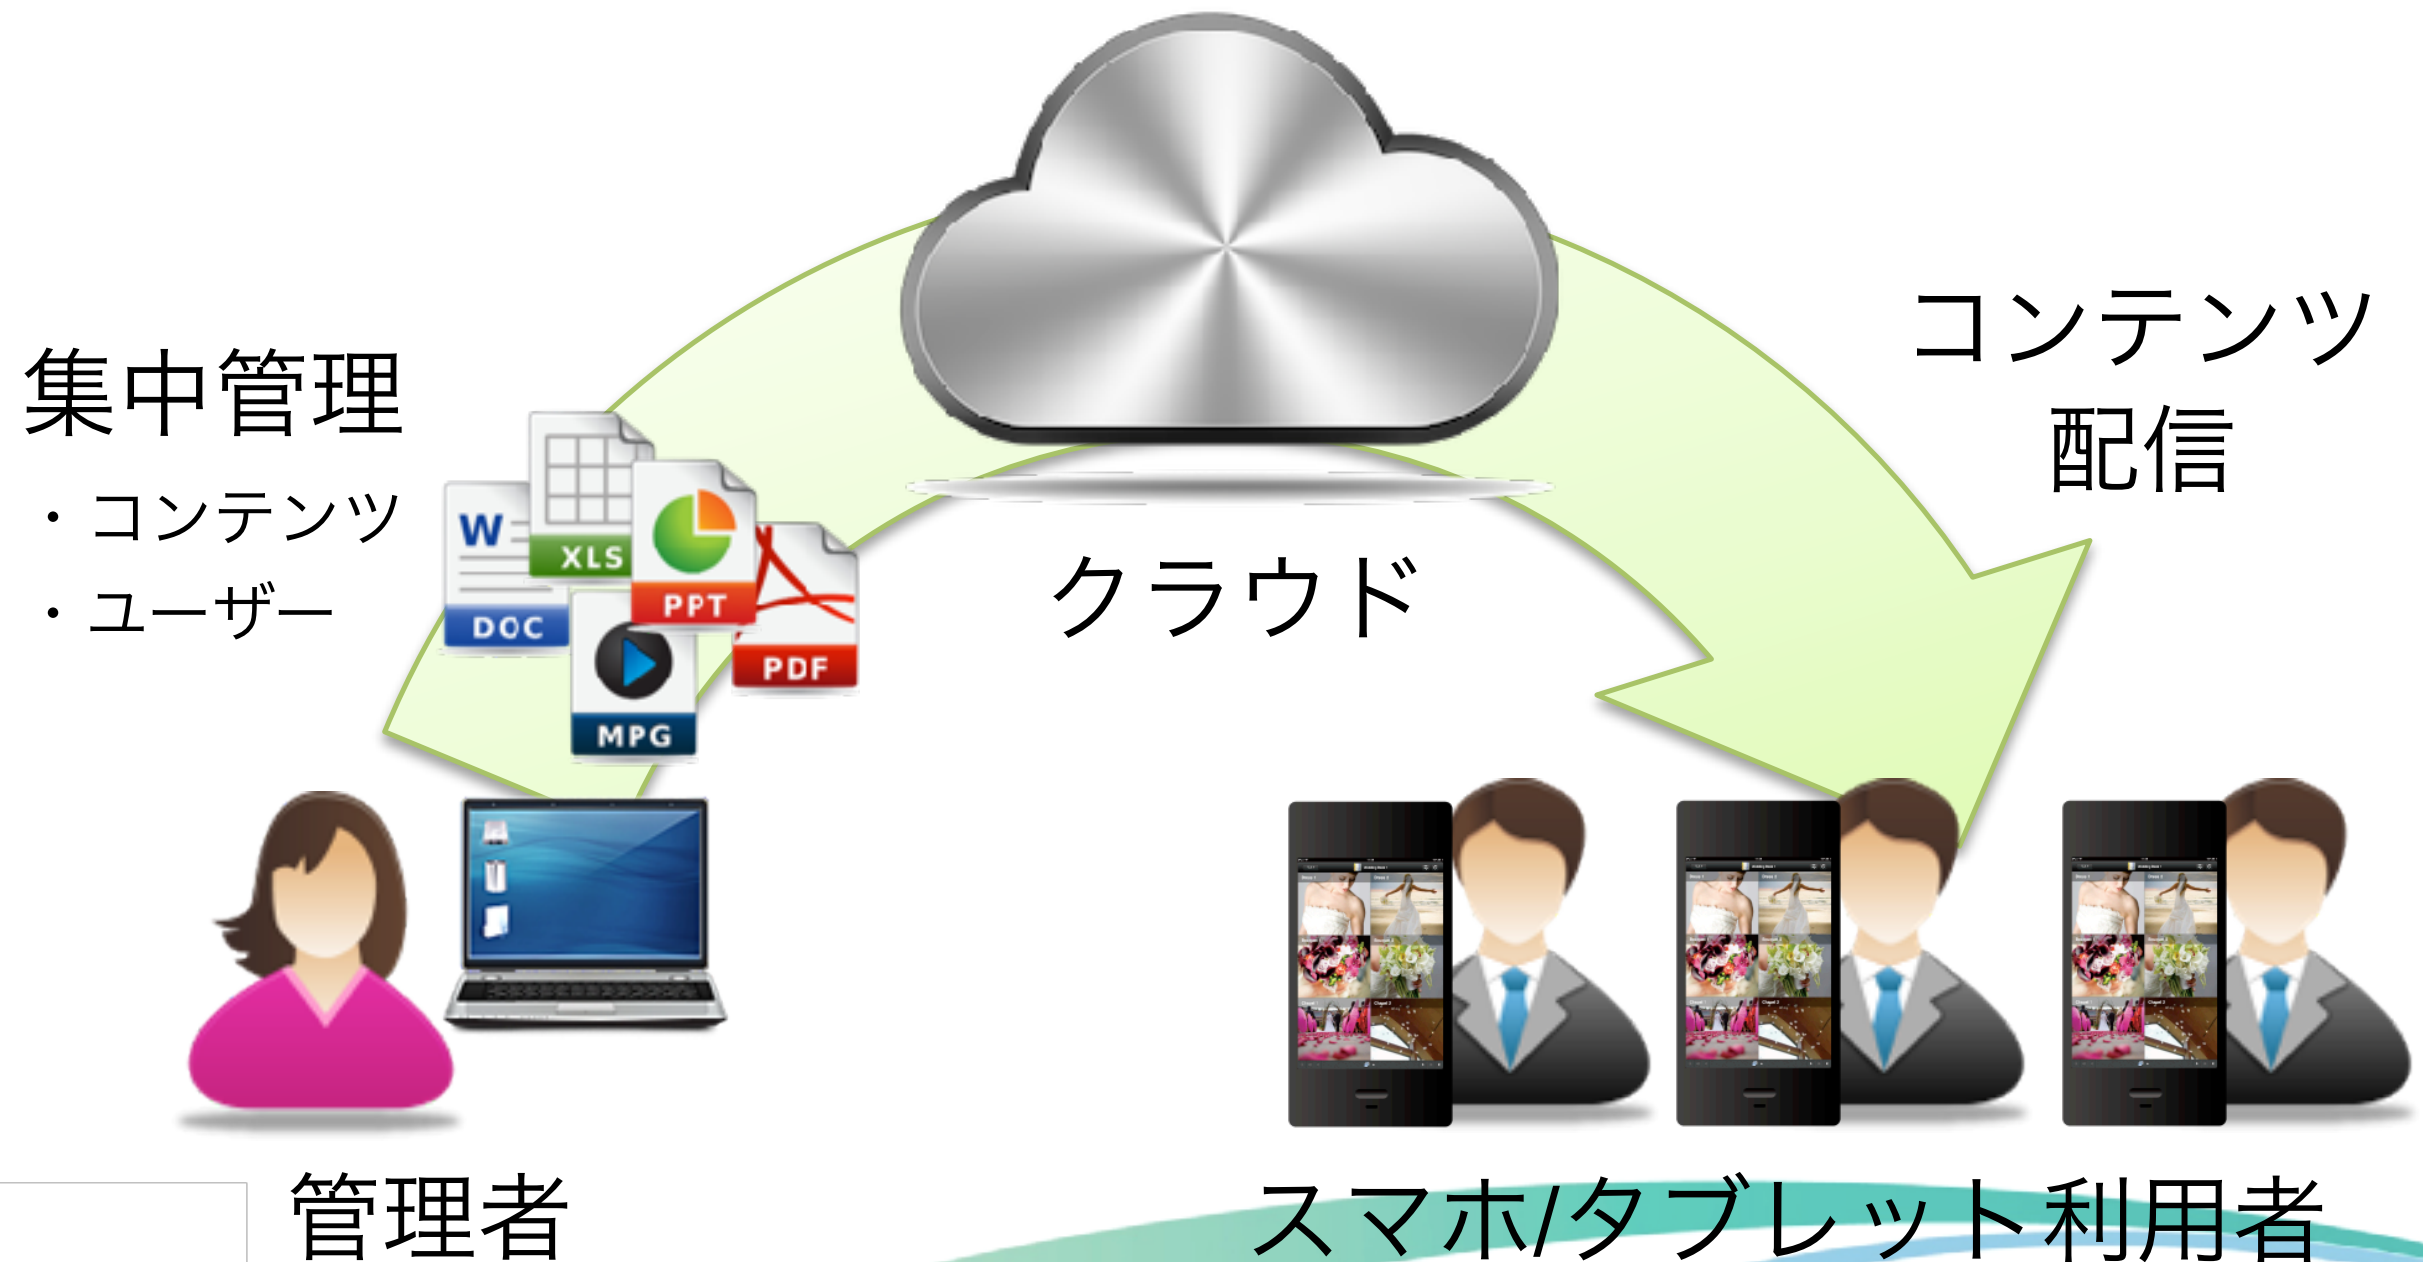 集中管理
・コンテンツ
・ユーザー
W
DOC
XLS
PPT
PDF
MPG
クラウド
コンテンツ
配信
管理者
スマホ/タブレット利用者